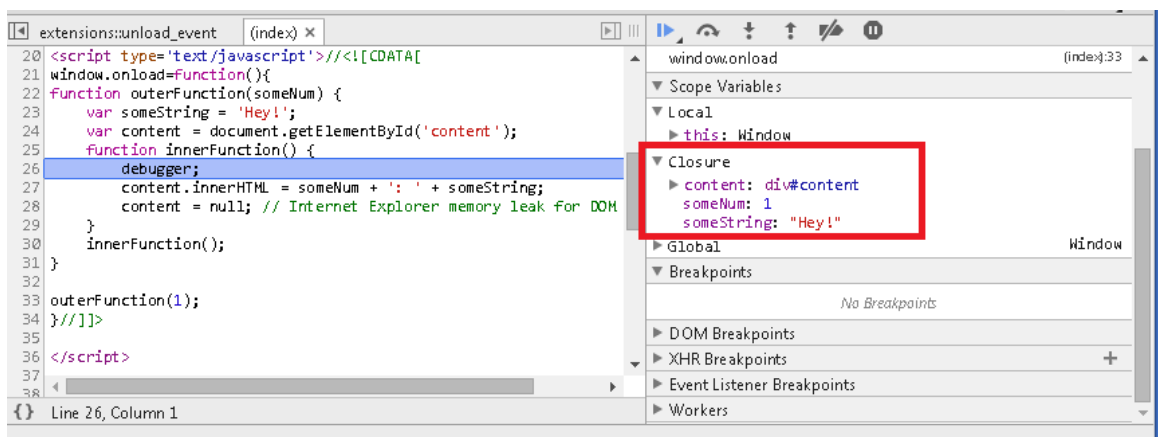 extensions::unload_event (index) ×
20 <script type='text/javascript'>//<![CDATA[
21 window.onload=function(){
22 function outerFunction(someNum) {
23 var someString = 'Hey!';
24 var content = document.getElementById('content');
25 function innerFunction() {
26 debugger;
27 content.innerHTML = someNum + ': ' + someString;
28 content = null; // Internet Explorer memory leak for DOM
29 }
30 innerFunction();
31 }
32
33 outerFunction(1);
34 }//]]>
35
36 </script>
37
38
{} Line 26, Column 1
window.onload (index):33
▼ Scope Variables
▼ Local
▶ this: Window
▼ Closure
▶ content: div#content
someNum: 1
someString: "Hey!"
▶ Global Window
▼ Breakpoints
No Breakpoints
▶ DOM Breakpoints
▶ XHR Breakpoints +
▶ Event Listener Breakpoints
▶ Workers